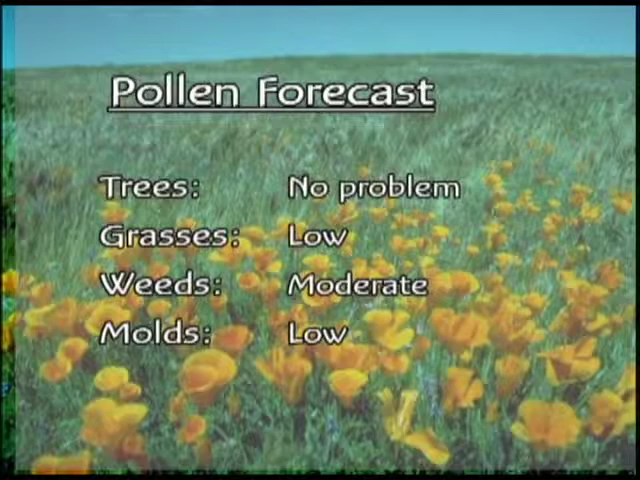 Pollen Forecast
Trees: No problem
Grasses: Low
Weeds: Moderate
Molds: Low